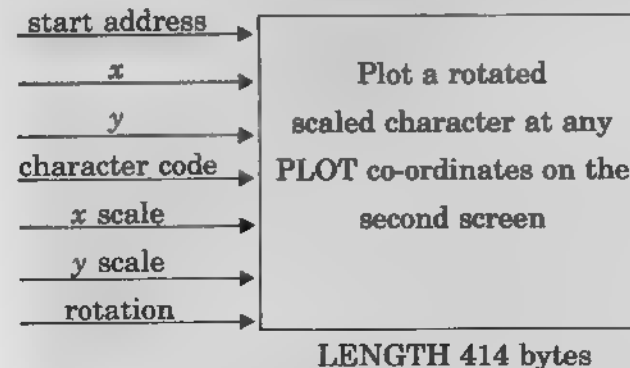 start address
x
y
character code
x scale
y scale
rotation
Plot a rotated
scaled character at any
PLOT co-ordinates on the
second screen
LENGTH 414 bytes